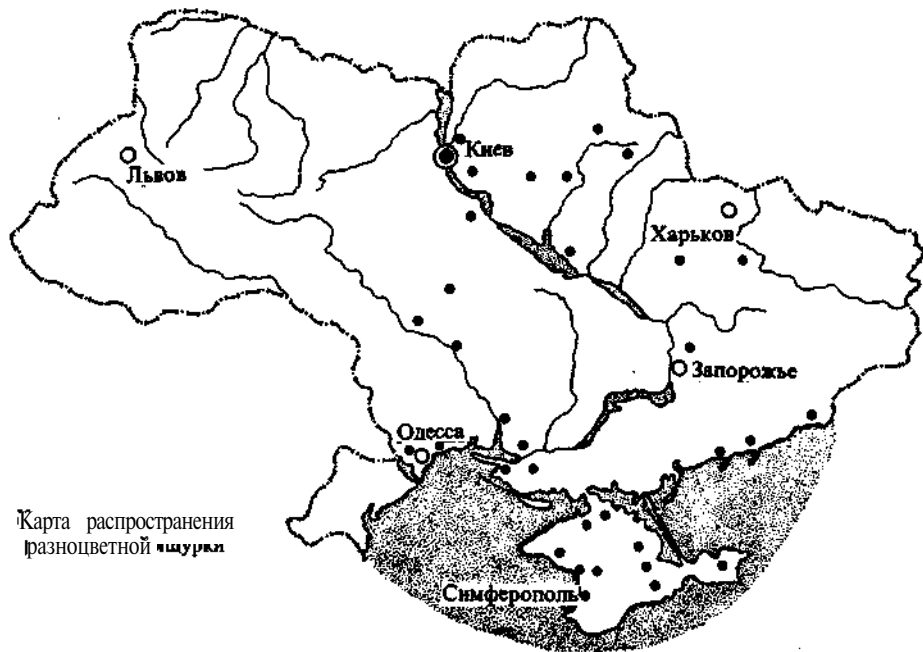 Львов
Киев
Харьков
Запорожье
Одесса
Симферополь
Карта распространения
разноцветной ящурки